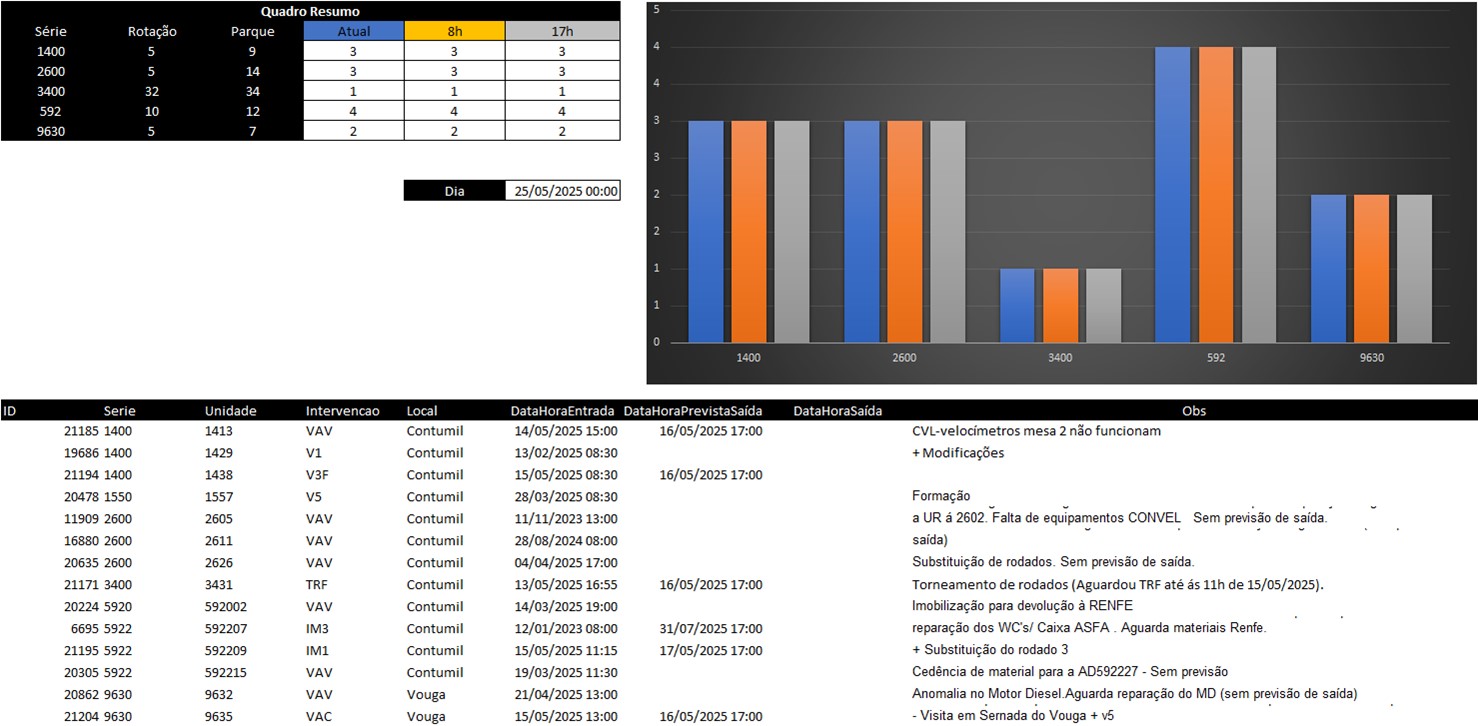 Quadro Resumo
Série Rotação Parque Atual 8h 17h
1400 5 9 3 3 3
2600 5 14 3 3 3
3400 32 34 1 1 1
592 10 12 4 4 4
9630 5 7 2 2 2
Dia 25/05/2025 00:00
5
4
4
3
3
2
2
1
1
0
1400 2600 3400 592 9630
ID Serie Unidade Intervencao Local DataHoraEntrada DataHoraPrevistaSaída DataHoraSaída Obs
21185 1400 1413 VAV Contumil 14/05/2025 15:00 16/05/2025 17:00 CVL-velocímetros mesa 2 não funcionam
19686 1400 1429 V1 Contumil 13/02/2025 08:30 + Modificações
21194 1400 1438 V3F Contumil 15/05/2025 08:30 16/05/2025 17:00
20478 1550 1557 V5 Contumil 28/03/2025 08:30 Formação
11909 2600 2605 VAV Contumil 11/11/2023 13:00 a UR á 2602. Falta de equipamentos CONVEL Sem previsão de saída.
16880 2600 2611 VAV Contumil 28/08/2024 08:00 saída)
20635 2600 2626 VAV Contumil 04/04/2025 17:00 Substituição de rodados. Sem previsão de saída.
21171 3400 3431 TRF Contumil 13/05/2025 16:55 16/05/2025 17:00 Torneamento de rodados (Aguardou TRF até ás 11h de 15/05/2025).
20224 5920 592002 VAV Contumil 14/03/2025 19:00 Imobilização para devolução à RENFE
6695 5922 592207 IM3 Contumil 12/01/2023 08:00 31/07/2025 17:00 reparação dos WC's/ Caixa ASFA . Aguarda materiais Renfe.
21195 5922 592209 IM1 Contumil 15/05/2025 11:15 17/05/2025 17:00 + Substituição do rodado 3
20305 5922 592215 VAV Contumil 19/03/2025 11:30 Cedência de material para a AD592227 - Sem previsão
20862 9630 9632 VAV Vouga 21/04/2025 13:00 Anomalia no Motor Diesel.Aguarda reparação do MD (sem previsão de saída)
21204 9630 9635 VAC Vouga 15/05/2025 13:00 16/05/2025 17:00 - Visita em Sernada do Vouga + v5